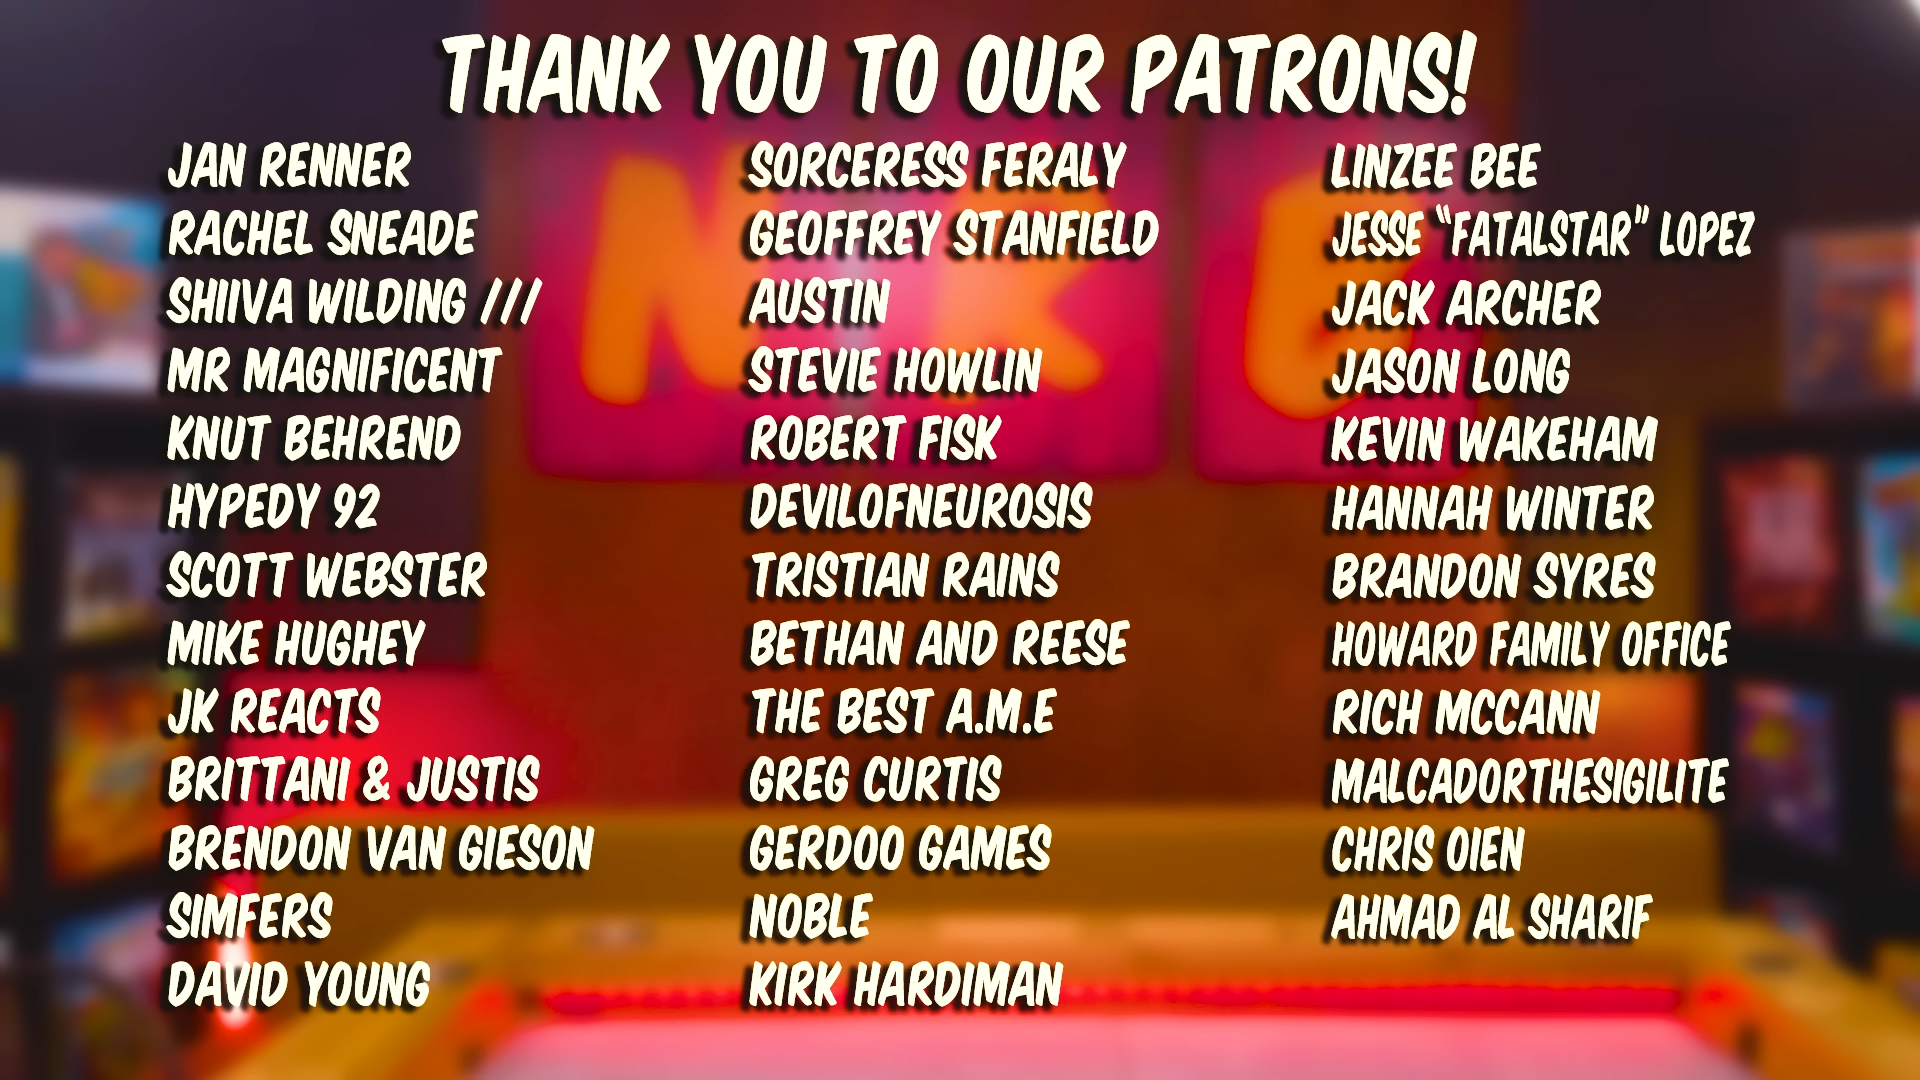 THANK YOU TO OUR PATRONS!
JAN RENNER
RACHEL SNEADE
SHIIVA WILDING ///
MR MAGNIFICENT
KNUT BEHREND
HYPEDY 92
SCOTT WEBSTER
MIKE HUGHEY
JK REACTS
BRITTANI & JUSTIS
BRENDON VAN GIESON
SIMFERS
DAVID YOUNG
SORCERESS FERALY
GEOFFREY STANFIELD
AUSTIN
STEVIE HOWLIN
ROBERT FISK
DEVILOFNEUROSIS
TRISTIAN RAINS
BETHAN AND REESE
THE BEST A.M.E
GREG CURTIS
GERDOO GAMES
NOBLE
KIRK HARDIMAN
LINZEE BEE
JESSE "FATALSTAR" LOPEZ
JACK ARCHER
JASON LONG
KEVIN WAKEHAM
HANNAH WINTER
BRANDON SYRES
HOWARD FAMILY OFFICE
RICH MCCANN
MALCADORTHESIGILITE
CHRIS OIEN
AHMAD AL SHARIF